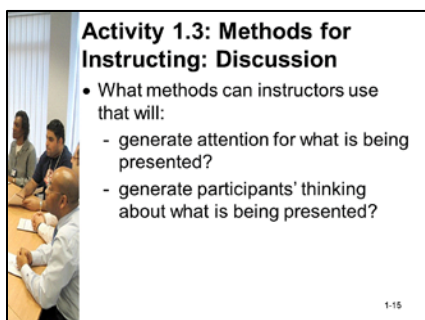 Activity 1.3: Methods for
Instructing: Discussion
• What methods can instructors use
that will:
- generate attention for what is being
presented?
- generate participants' thinking
about what is being presented?
1-15